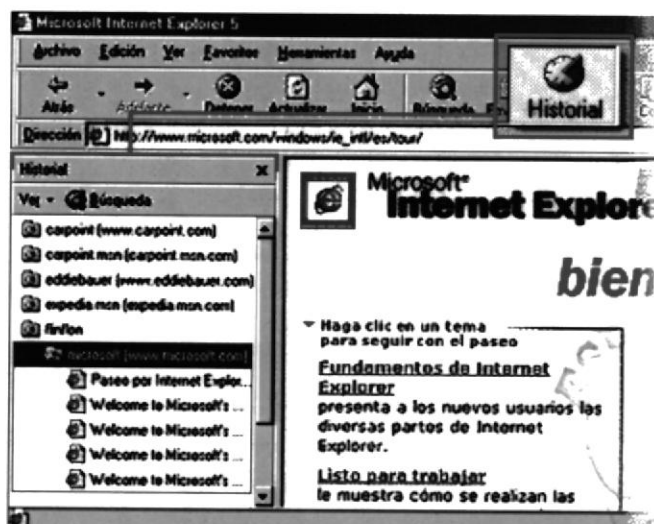 Microsoft Internet Explorer 5
Archivo Edición Ver Favoritos Herramientas Ayuda
Atrás Adelante Detener Actualizar Inicio Búsqueda Historial
Dirección http://www.microsoft.com/windows/ie_intl/es/tour/
Historial
Ver Búsqueda
carpoint (www.carpoint.com)
carpoint.msn (carpoint.msn.com)
eddiebauer (www.eddiebauer.com)
expedia.msn (expedia.msn.com)
flinflon
microsoft (www.microsoft.com)
Paseo por Internet Explor...
Welcome to Microsoft's ...
Welcome to Microsoft's ...
Welcome to Microsoft's ...
Welcome to Microsoft's ...
Microsoft®
Internet Explore
bien
Haga clic en un tema
para seguir con el paseo
Fundamentos de Internet
Explorer
presenta a los nuevos usuarios las
diversas partes de Internet
Explorer.
Listo para trabajar
le muestra cómo se realizan las